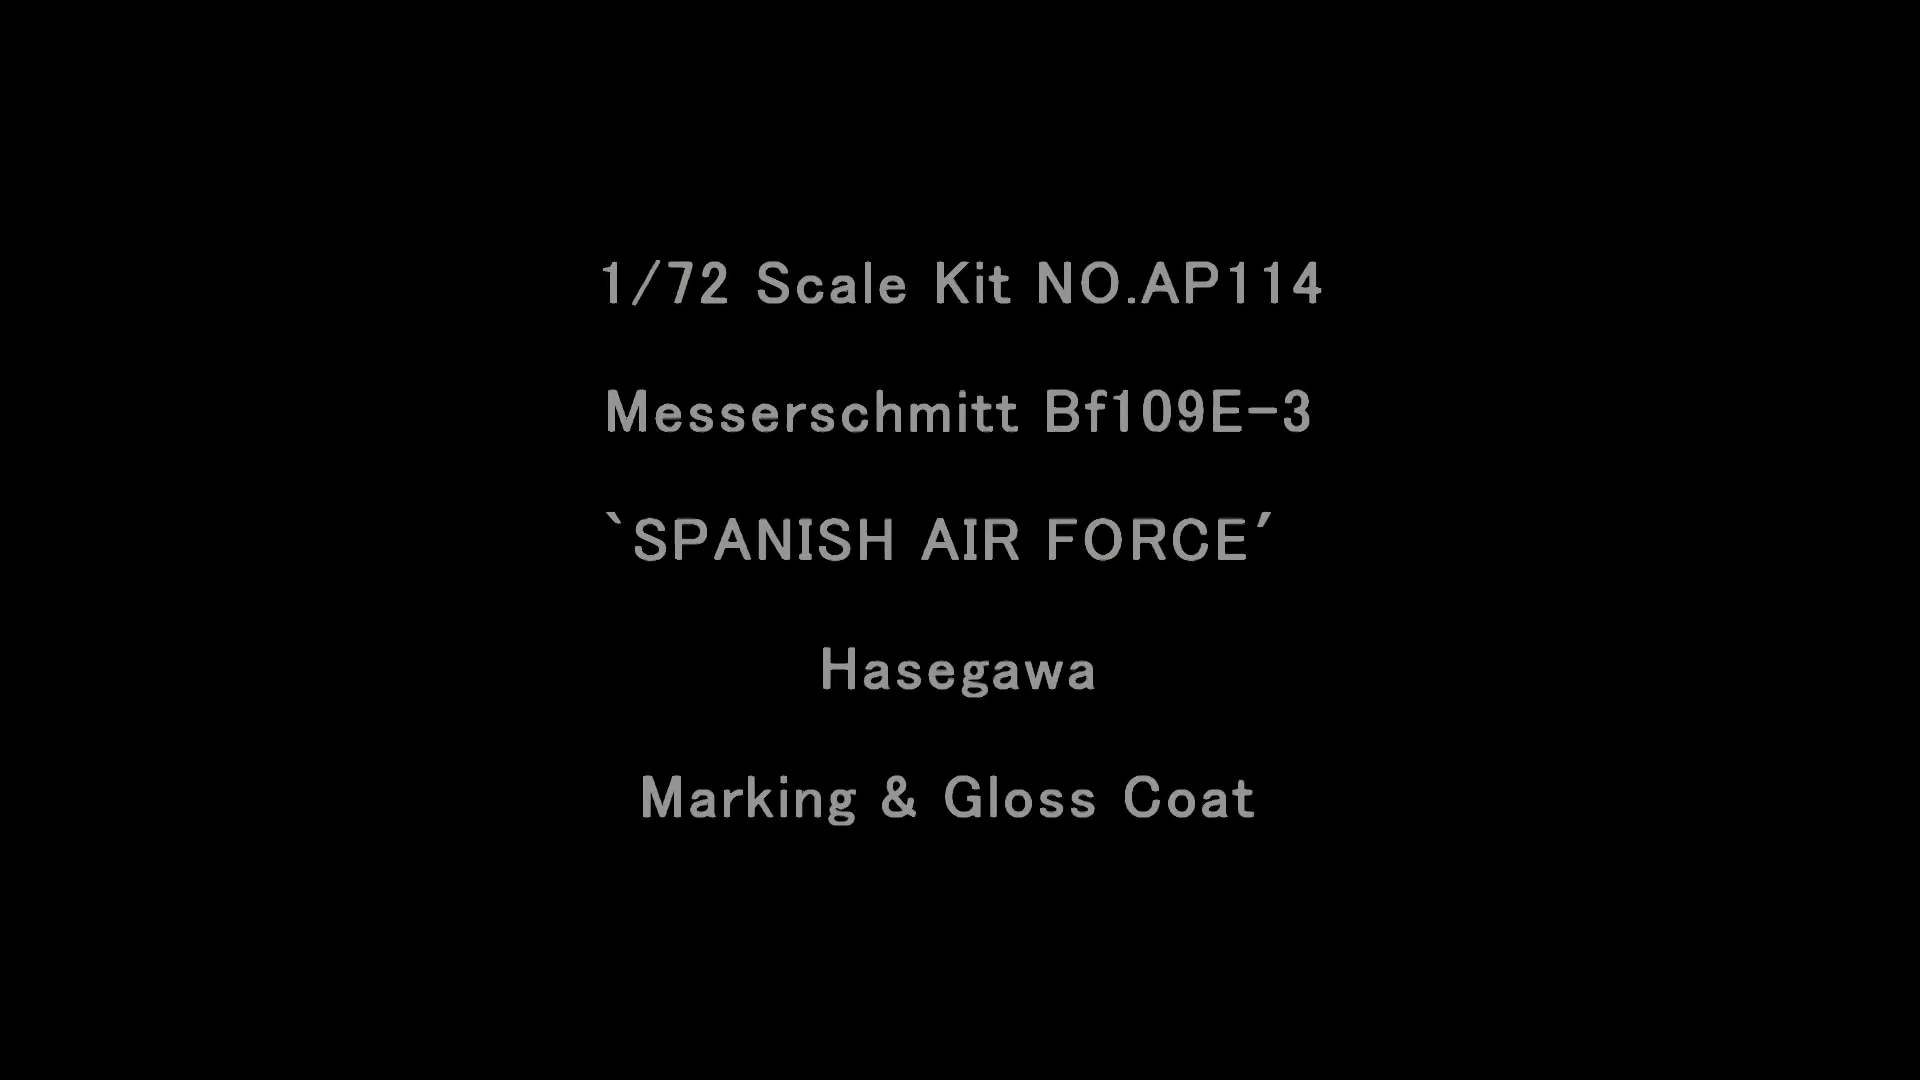 1/72 Scale Kit NO.AP114
Messerschmitt Bf109E-3
`SPANISH AIR FORCE′
Hasegawa
Marking & Gloss Coat